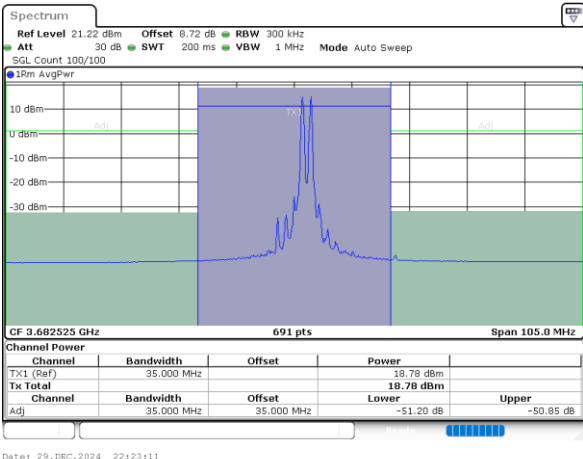 Spectrum
Ref Level 21.22 dBm Offset 8.72 dB RBW 300 kHz
Att 30 dB SWT 200 ms VBW 1 MHz Mode Auto Sweep
SGL Count 100/100
1Rm AvgPwr
10 dBm
TX1
Adj Adj
0 dBm
-10 dBm
-20 dBm
-30 dBm
CF 3.682525 GHz 691 pts Span 105.0 MHz
Channel Power
Channel Bandwidth Offset Power
TX1 (Ref) 35.000 MHz 18.78 dBm
Tx Total 18.78 dBm
Channel Bandwidth Offset Lower Upper
Adj 35.000 MHz 35.000 MHz -51.20 dB -50.85 dB
Ready
Date: 29.DEC.2024 22:23:11